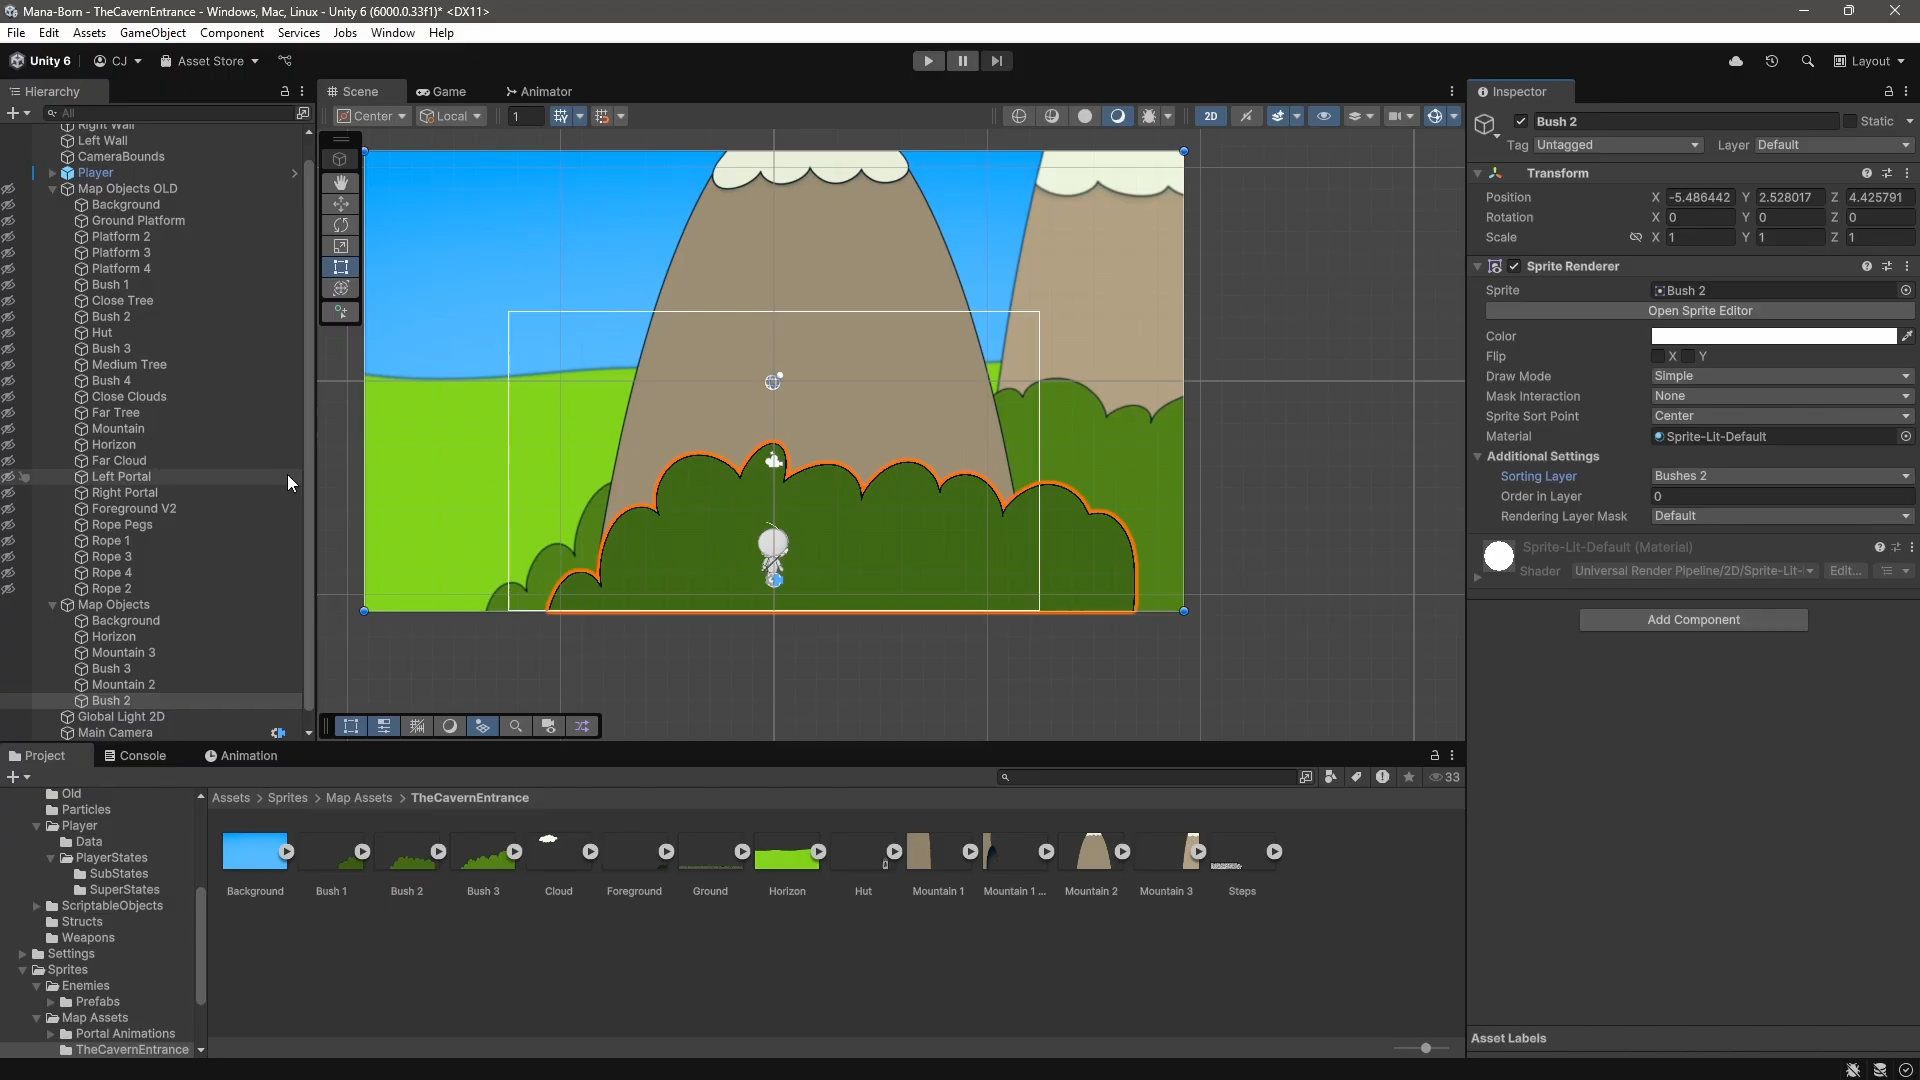 Mana-Born - TheCavernEntrance - Windows, Mac, Linux - Unity 6 (6000.0.33f1)* <DX11>
File Edit Assets GameObject Component Services Jobs Window Help
Unity 6 CJ Asset Store Layout
Hierarchy
All
Right Wall
Left Wall
CameraBounds
Player
Map Objects OLD
Background
Ground Platform
Platform 2
Platform 3
Platform 4
Bush 1
Close Tree
Bush 2
Hut
Bush 3
Medium Tree
Bush 4
Close Clouds
Far Tree
Mountain
Horizon
Far Cloud
Left Portal
Right Portal
Foreground V2
Rope Pegs
Rope 1
Rope 3
Rope 4
Rope 2
Map Objects
Background
Horizon
Mountain 3
Bush 3
Mountain 2
Bush 2
Global Light 2D
Main Camera
Scene Game Animator
Center Local 1 2D
Inspector
Bush 2 Static
Tag Untagged Layer Default
Transform
Position X -5.486442 Y 2.528017 Z 4.425791
Rotation X 0 Y 0 Z 0
Scale X 1 Y 1 Z 1
Sprite Renderer
Sprite Bush 2
Open Sprite Editor
Color
Flip X Y
Draw Mode Simple
Mask Interaction None
Sprite Sort Point Center
Material Sprite-Lit-Default
Additional Settings
Sorting Layer Bushes 2
Order in Layer 0
Rendering Layer Mask Default
Sprite-Lit-Default (Material)
Shader Universal Render Pipeline/2D/Sprite-Lit- Edit...
Add Component
Asset Labels
Project Console Animation
33
Old
Particles
Player
Data
PlayerStates
SubStates
SuperStates
ScriptableObjects
Structs
Weapons
Settings
Sprites
Enemies
Prefabs
Map Assets
Portal Animations
TheCavernEntrance
Assets > Sprites > Map Assets > TheCavernEntrance
Background Bush 1 Bush 2 Bush 3 Cloud Foreground Ground Horizon Hut Mountain 1 Mountain 1 ... Mountain 2 Mountain 3 Steps